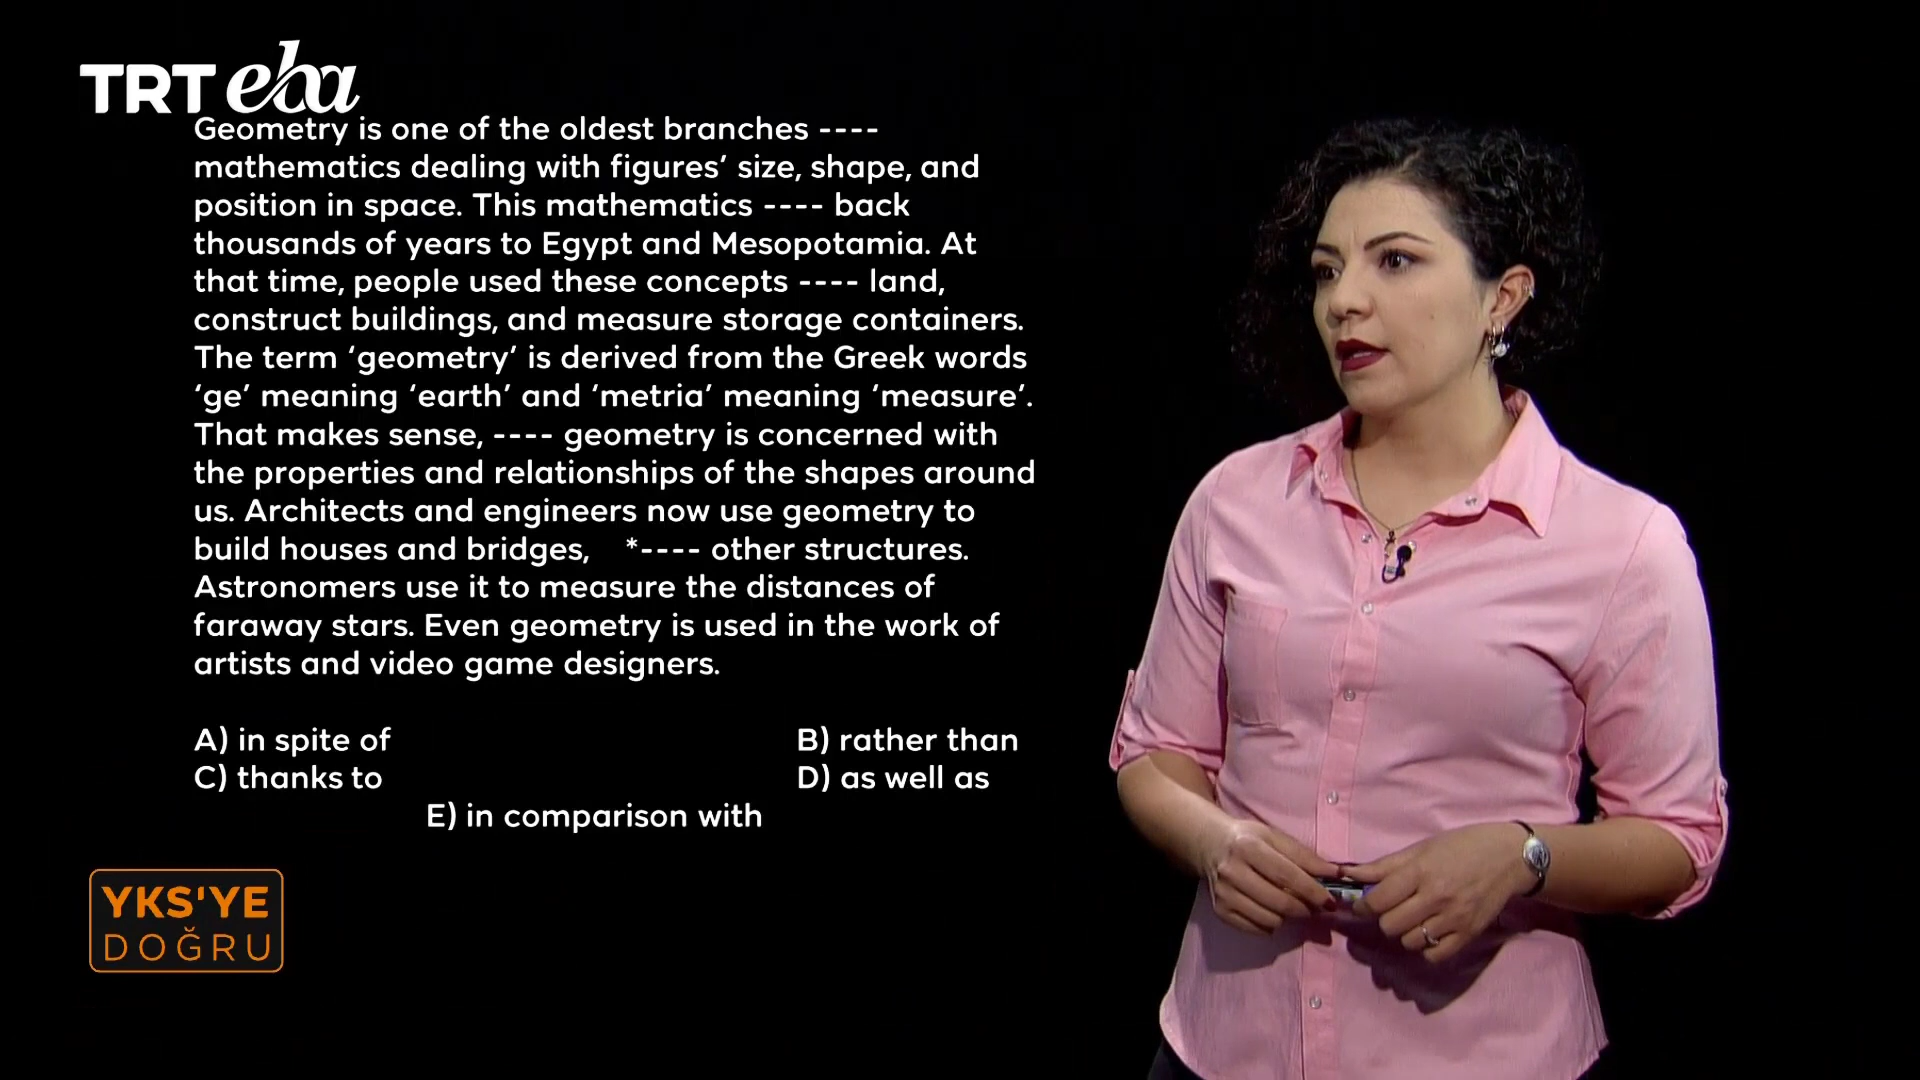 TRT eba
Geometry is one of the oldest branches ----
mathematics dealing with figures’ size, shape, and
position in space. This mathematics ---- back
thousands of years to Egypt and Mesopotamia. At
that time, people used these concepts ---- land,
construct buildings, and measure storage containers.
The term ‘geometry’ is derived from the Greek words
‘ge’ meaning ‘earth’ and ‘metria’ meaning ‘measure’.
That makes sense, ---- geometry is concerned with
the properties and relationships of the shapes around
us. Architects and engineers now use geometry to
build houses and bridges, *---- other structures.
Astronomers use it to measure the distances of
faraway stars. Even geometry is used in the work of
artists and video game designers.
A) in spite of B) rather than
C) thanks to D) as well as
E) in comparison with
YKS'YE
DOĞRU